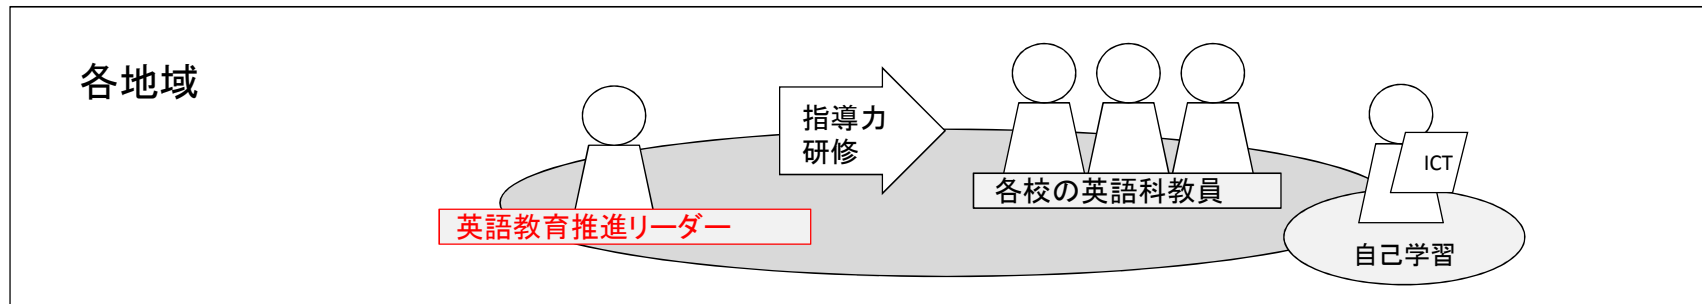 各地域
指導力
研修
ICT
各校の英語科教員
英語教育推進リーダー
自己学習